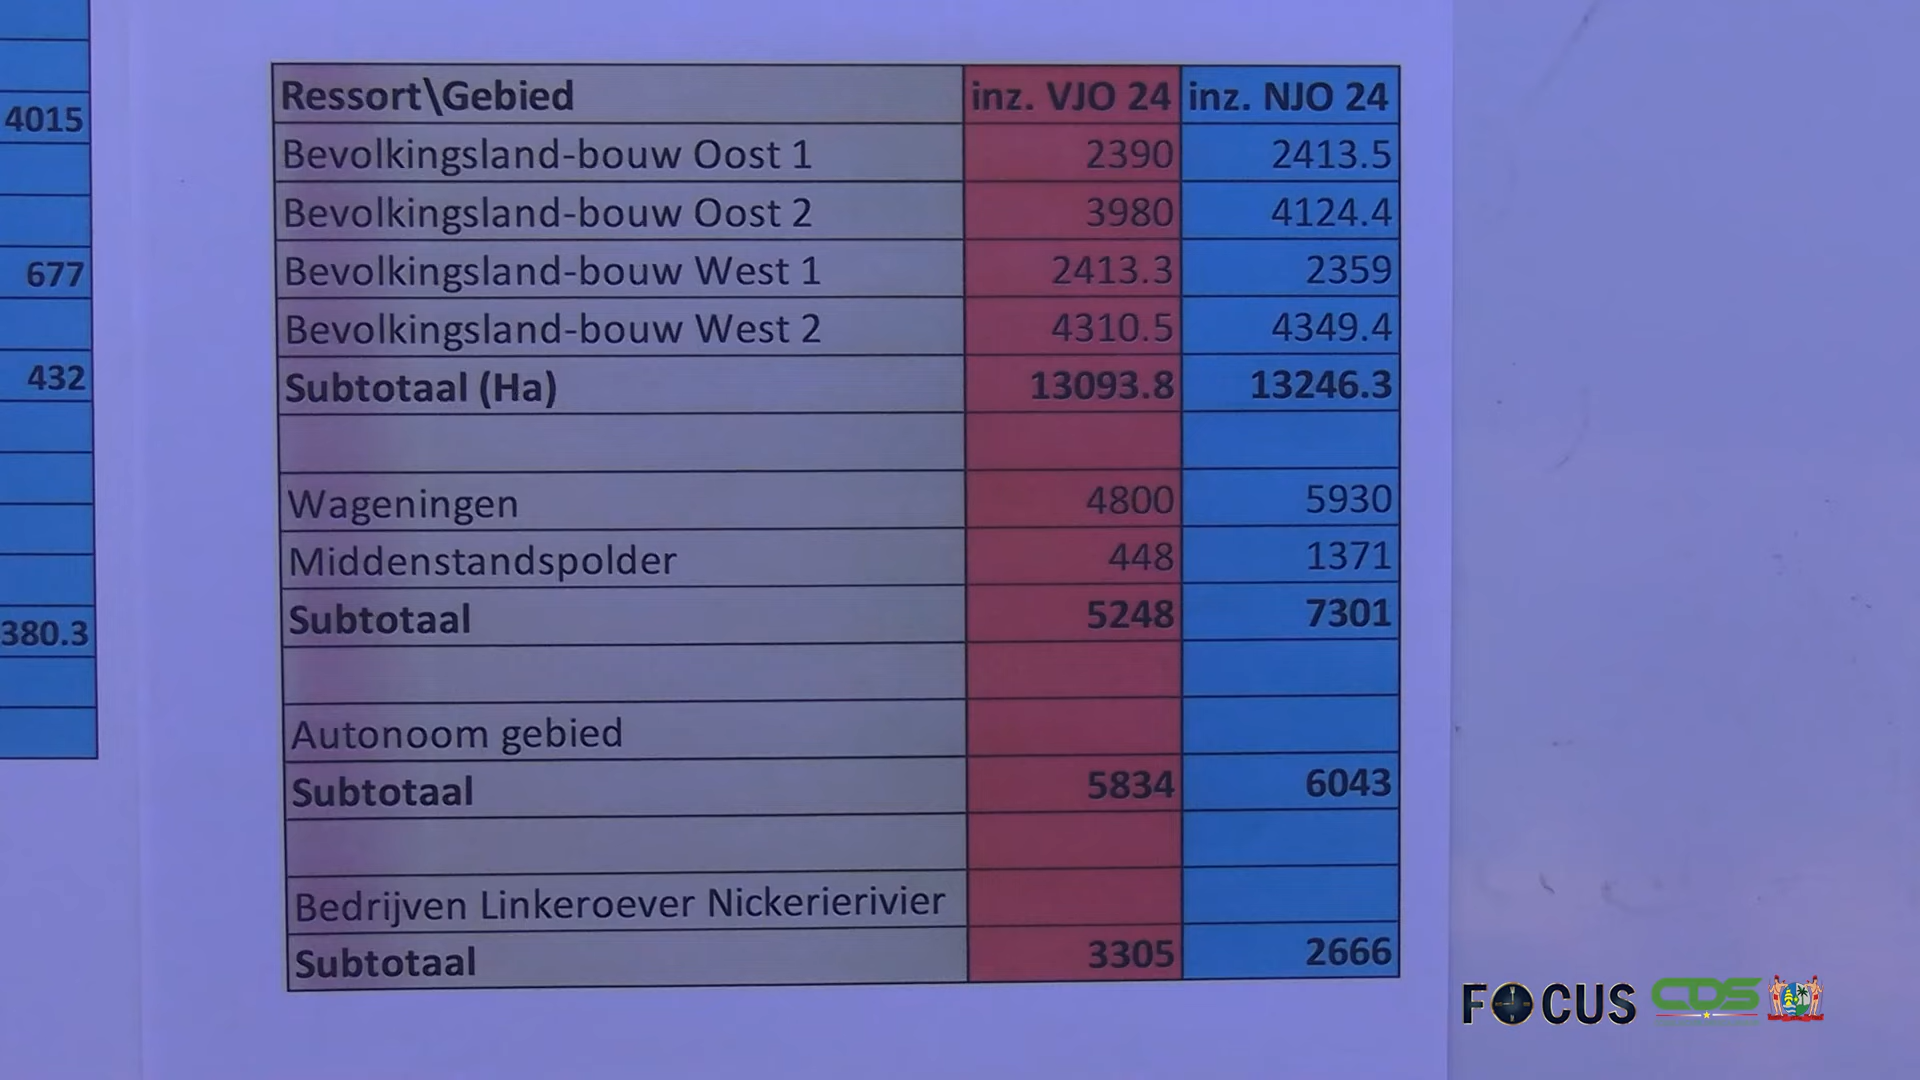 4015
677
432
380.3
Ressort\Gebied inz. VJO 24 inz. NJO 24
Bevolkingsland-bouw Oost 1 2390 2413.5
Bevolkingsland-bouw Oost 2 3980 4124.4
Bevolkingsland-bouw West 1 2413.3 2359
Bevolkingsland-bouw West 2 4310.5 4349.4
Subtotaal (Ha) 13093.8 13246.3
Wageningen 4800 5930
Middenstandspolder 448 1371
Subtotaal 5248 7301
Autonoom gebied
Subtotaal 5834 6043
Bedrijven Linkeroever Nickerierivier
Subtotaal 3305 2666
FOCUS CDS